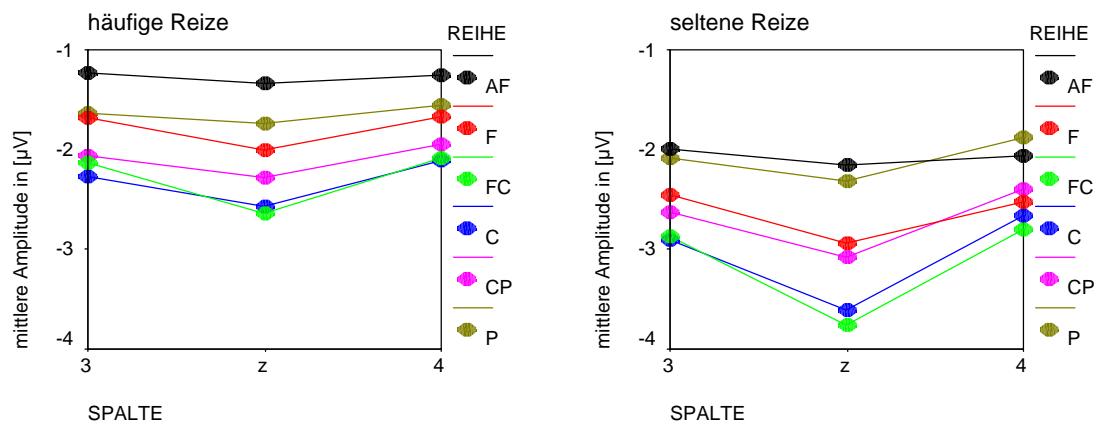 häufige Reize
REIHE
-1
AF
F
-2
FC
C
-3
CP
P
-4
3
z
4
SPALTE
mittlere Amplitude in [µV]
seltene Reize
REIHE
-1
AF
F
-2
FC
C
-3
CP
P
-4
3
z
4
SPALTE
mittlere Amplitude in [µV]